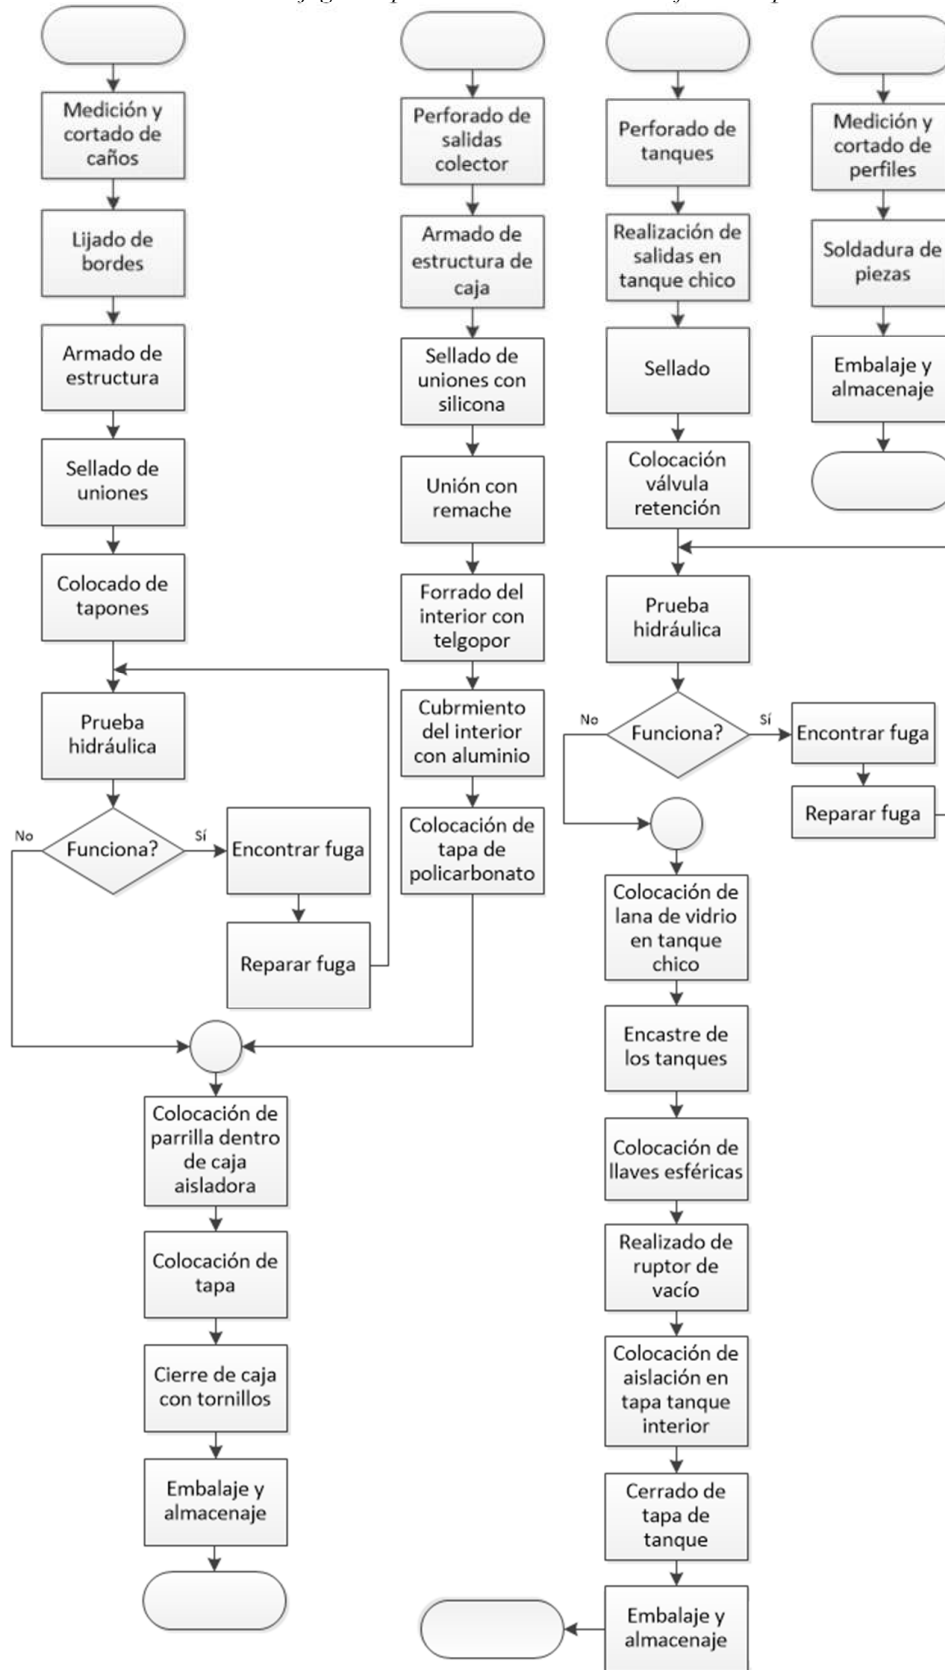 Medición y
cortado de
caños
Lijado de
bordes
Armado de
estructura
Sellado de
uniones
Colocado de
tapones
Prueba
hidráulica
Funciona?
No
Sí
Encontrar fuga
Reparar fuga
Perforado de
salidas
colector
Armado de
estructura de
caja
Sellado de
uniones con
silicona
Unión con
remache
Forrado del
interior con
telgopor
Cubrmiento
del interior
con aluminio
Colocación de
tapa de
policarbonato
Colocación de
parrilla dentro
de caja
aisladora
Colocación de
tapa
Cierre de caja
con tornillos
Embalaje y
almacenaje
Perforado de
tanques
Realización de
salidas en
tanque chico
Sellado
Colocación
válvula
retención
Prueba
hidráulica
Funciona?
No
Sí
Encontrar fuga
Reparar fuga
Colocación de
lana de vidrio
en tanque
chico
Encastre de
los tanques
Colocación de
llaves esféricas
Realizado de
ruptor de
vacío
Colocación de
aislación en
tapa tanque
interior
Cerrado de
tapa de
tanque
Embalaje y
almacenaje
Medición y
cortado de
perfiles
Soldadura de
piezas
Embalaje y
almacenaje